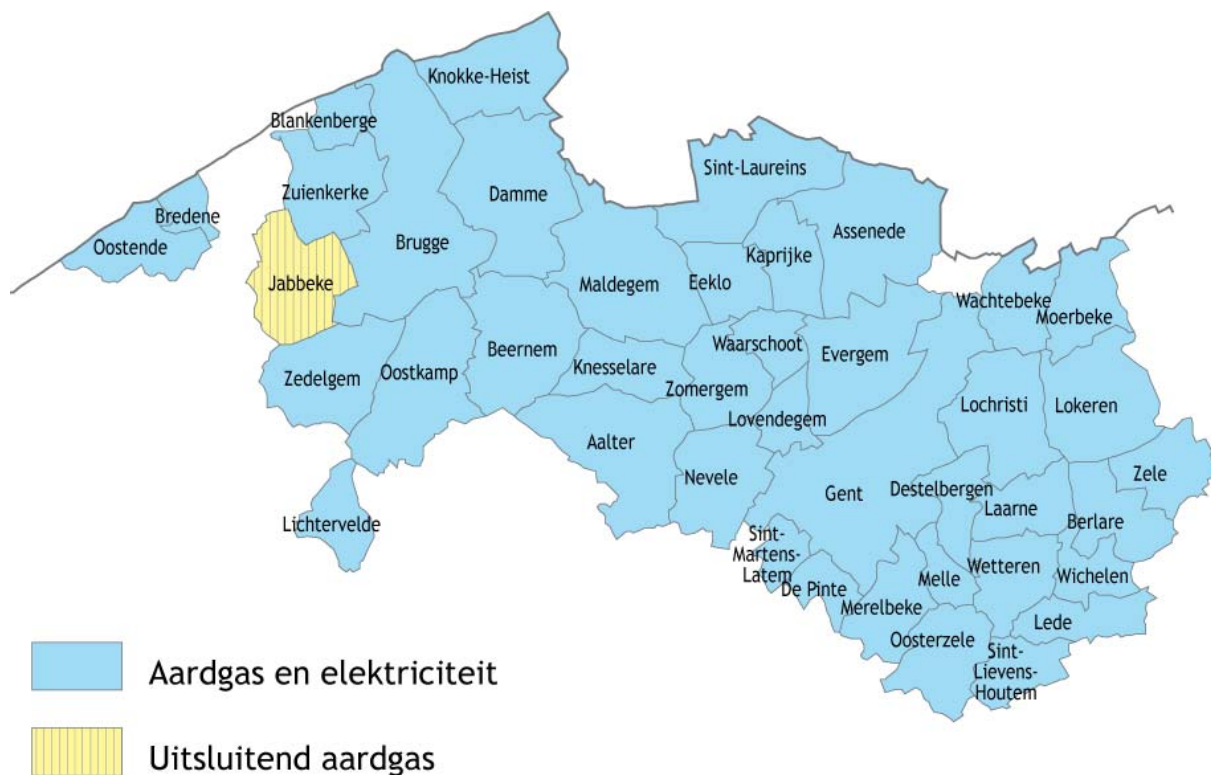 Knokke-Heist
Blankenberge
Sint-Laureins
Zuienkerke
Damme
Bredene
Oostende
Brugge
Assenede
Kaprijke
Jabbeke
Maldegem
Eeklo
Wachtebeke
Moerbeke
Waarschoot
Beernem
Evergem
Knesselare
Oostkamp
Zedelgem
Zomergem
Lochristi
Lokeren
Lovendegem
Aalter
Nevele
Zele
Destelbergen
Gent
Laarne
Lichtervelde
Berlare
Sint-
Martens-
Latem
Wetteren
Wichelen
Melle
De Pinte
Merelbeke
Lede
Oosterzele
Sint-
Lievens-
Houtem
Aardgas en elektriciteit
Uitsluitend aardgas